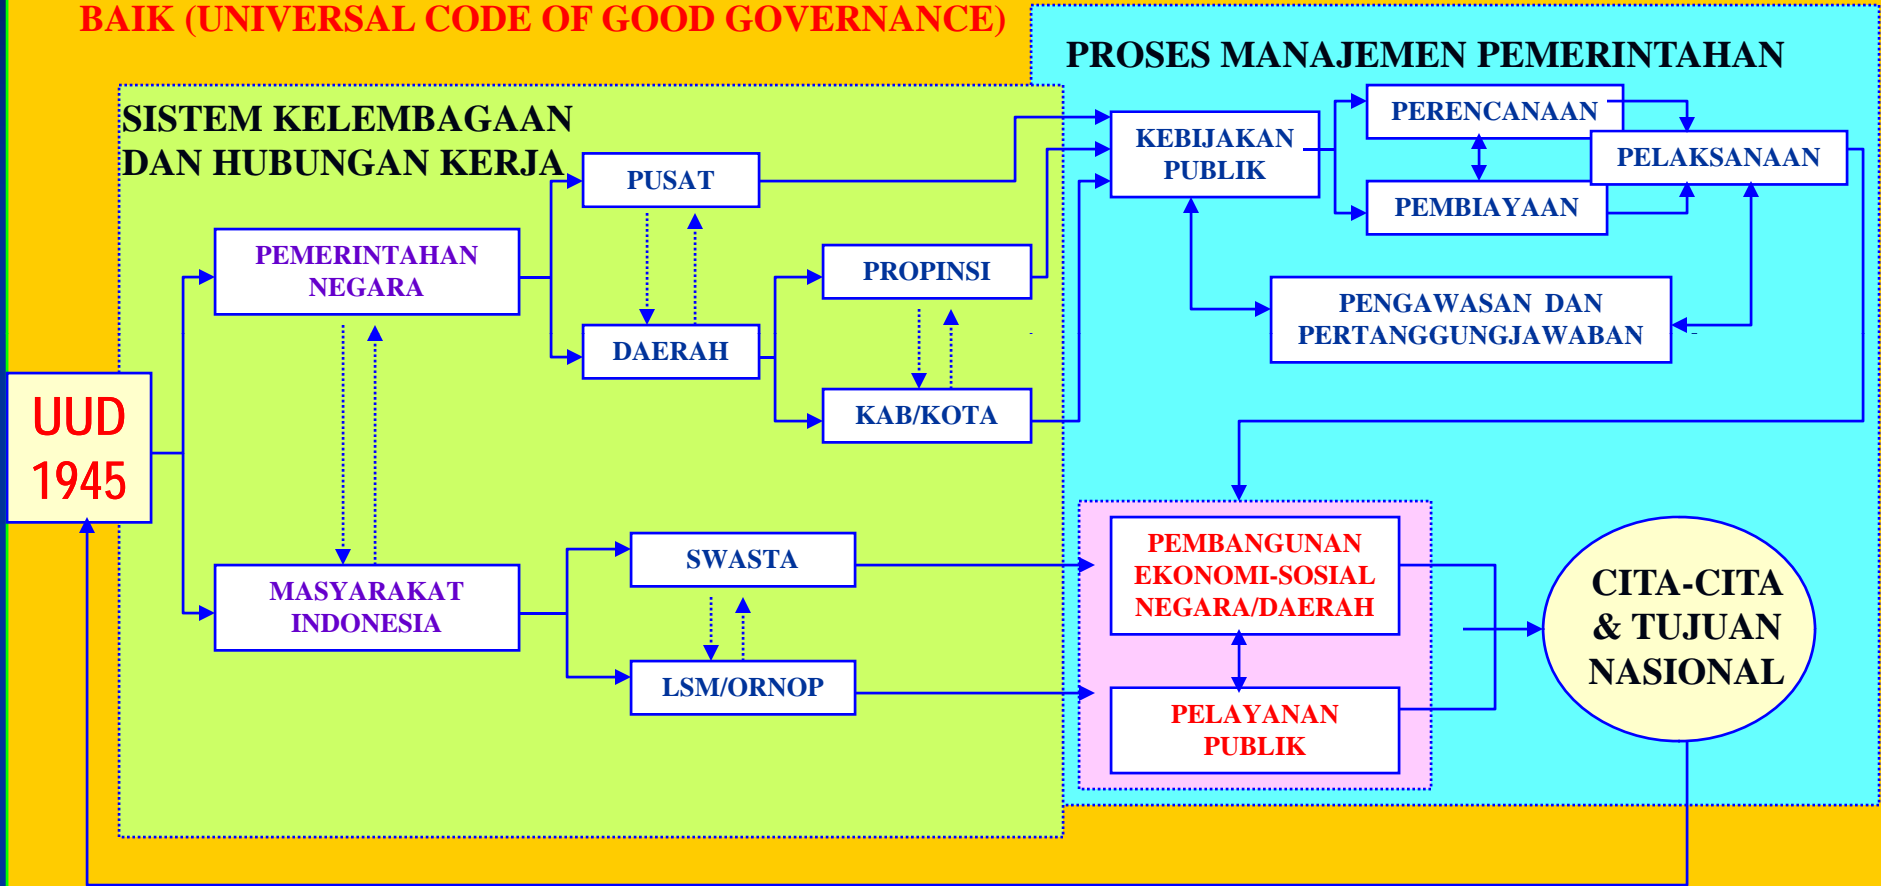 BAIK (UNIVERSAL CODE OF GOOD GOVERNANCE)
PROSES MANAJEMEN PEMERINTAHAN
SISTEM KELEMBAGAAN
DAN HUBUNGAN KERJA
PUSAT
KEBIJAKAN
PUBLIK
PERENCANAAN
PELAKSANAAN
PEMBIAYAAN
PEMERINTAHAN
NEGARA
PROPINSI
DAERAH
PENGAWASAN DAN
PERTANGGUNGJAWABAN
KAB/KOTA
UUD
1945
SWASTA
MASYARAKAT
INDONESIA
LSM/ORNOP
PEMBANGUNAN
EKONOMI-SOSIAL
NEGARA/DAERAH
PELAYANAN
PUBLIK
CITA-CITA
& TUJUAN
NASIONAL